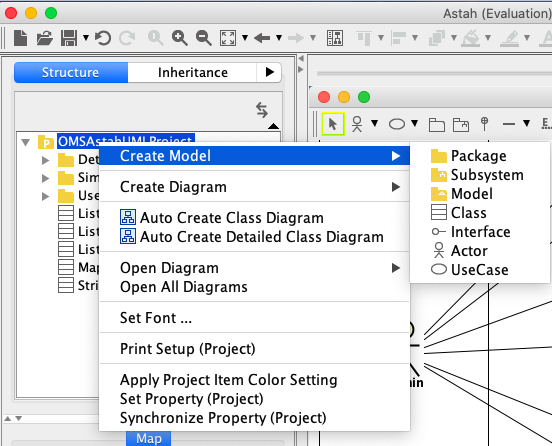 Astah (Evaluation)
Structure
Inheritance
OMSAstahUMLProject
Create Model
Create Diagram
Auto Create Class Diagram
Auto Create Detailed Class Diagram
Open Diagram
Open All Diagrams
Set Font ...
Print Setup (Project)
Apply Project Item Color Setting
Set Property (Project)
Synchronize Property (Project)
Package
Subsystem
Model
Class
Interface
Actor
UseCase
Det
Sim
Use
List
List
List
Map
Stri
min
Map